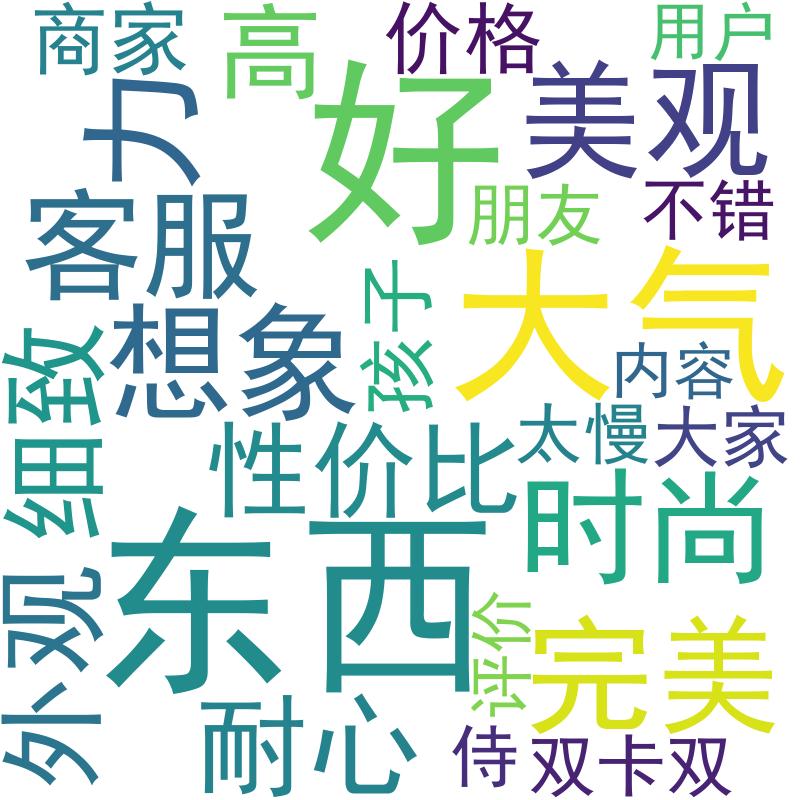 商家
高
价格
用户
力
好
美观
客服
朋友
不错
想象
孩子
大气
内容
细致
性价比
太慢
大家
东西
时尚
外观
评价
完美
耐心
侍
双卡双